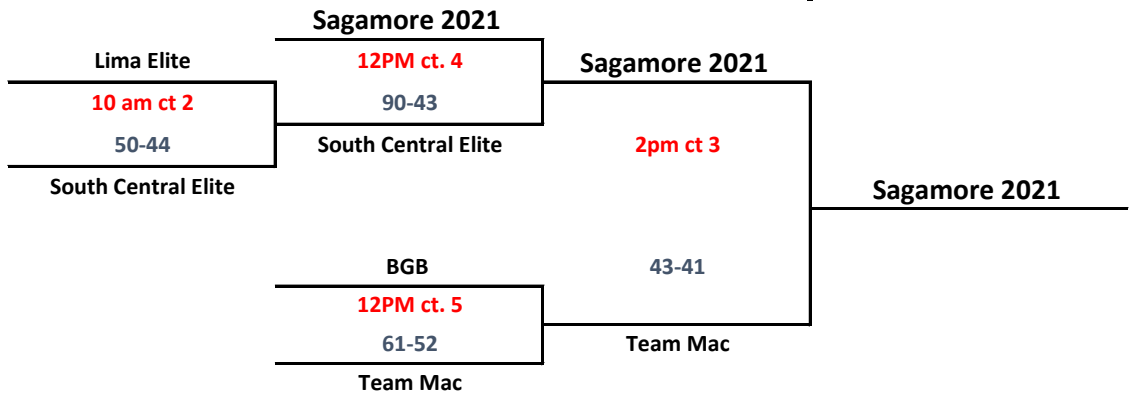 Sagamore 2021
Lima Elite
12PM ct. 4
Sagamore 2021
10 am ct 2
90-43
50-44
South Central Elite
2pm ct 3
South Central Elite
Sagamore 2021
BGB
43-41
12PM ct. 5
61-52
Team Mac
Team Mac